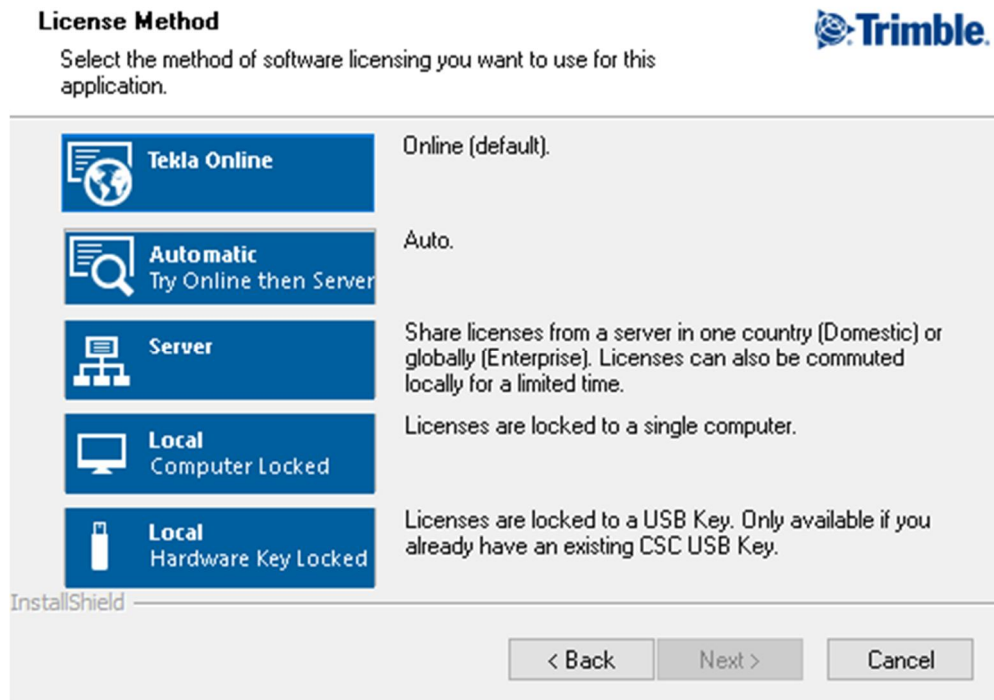 License Method
Trimble.
Select the method of software licensing you want to use for this
application.
Tekla Online
Online (default).
Automatic
Try Online then Server
Auto.
Server
Share licenses from a server in one country (Domestic) or
globally (Enterprise). Licenses can also be commuted
locally for a limited time.
Local
Computer Locked
Licenses are locked to a single computer.
Local
Hardware Key Locked
Licenses are locked to a USB Key. Only available if you
already have an existing CSC USB Key.
InstallShield
< Back
Next >
Cancel